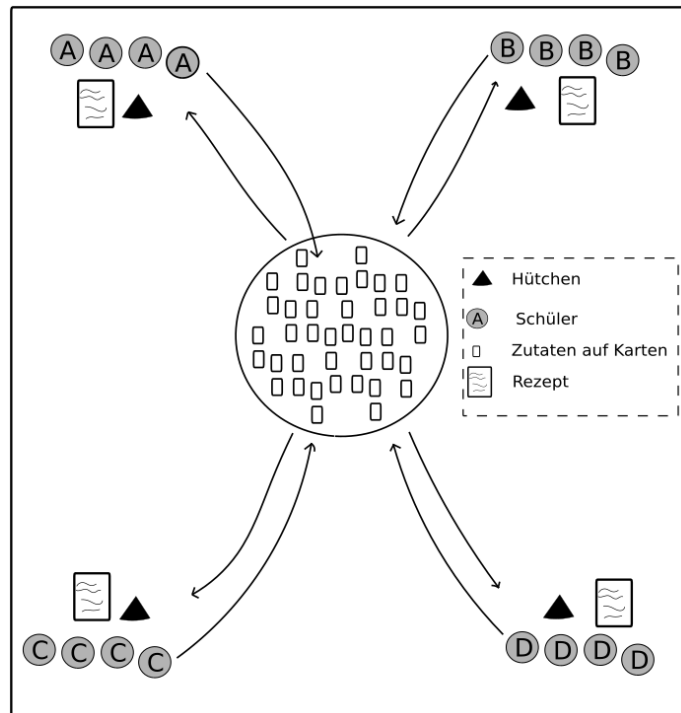 A A A A
B B B B
Hütchen
A Schüler
Zutaten auf Karten
Rezept
C C C C
D D D D